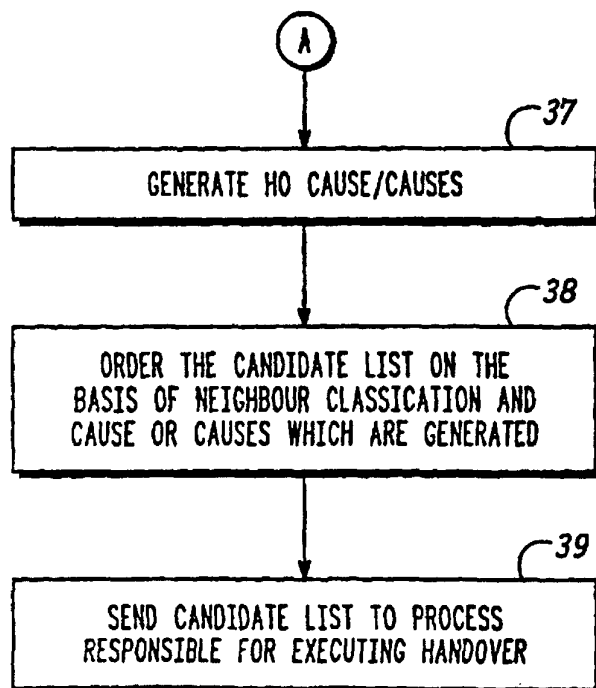 A
37
GENERATE HO CAUSE/CAUSES
38
ORDER THE CANDIDATE LIST ON THE
BASIS OF NEIGHBOUR CLASSICATION AND
CAUSE OR CAUSES WHICH ARE GENERATED
39
SEND CANDIDATE LIST TO PROCESS
RESPONSIBLE FOR EXECUTING HANDOVER